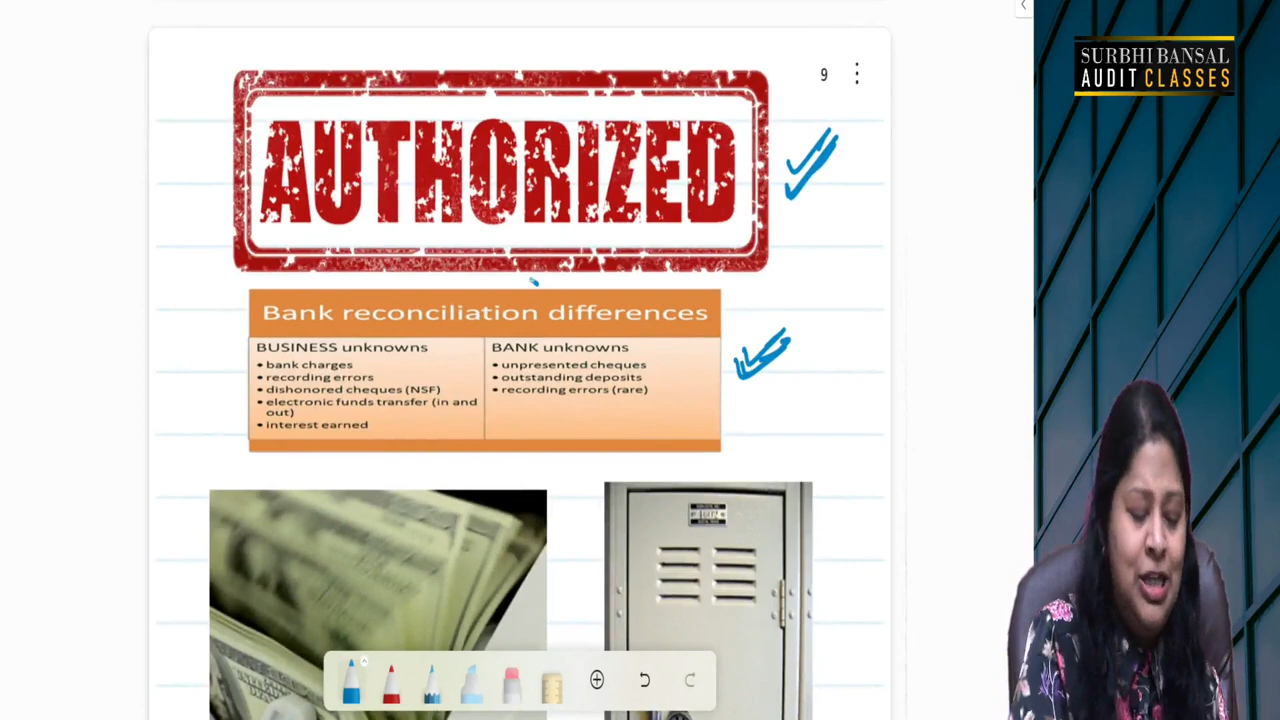 SURBHI BANSAL
AUDIT CLASSES
9
AUTHORIZED
Bank reconciliation differences
BUSINESS unknowns
• bank charges
• recording errors
• dishonored cheques (NSF)
• electronic funds transfer (in and
out)
• interest earned
BANK unknowns
• unpresented cheques
• outstanding deposits
• recording errors (rare)